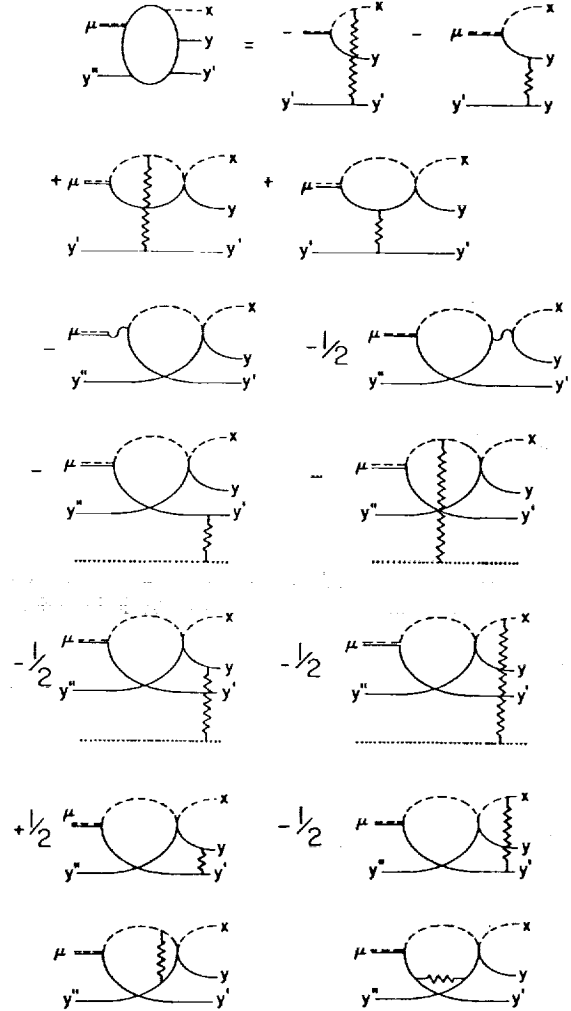 x
μ y
= - y -
y" y' y' y' y' y
x
+ μ + μ
y y
y' y' y' y'
x x
μ - 1/2 μ
- y y
y" y' y" y'
x x
- μ - μ
y y
y" y' y" y'
x x
- 1/2 μ y - 1/2 μ y
y" y' y" y'
x x
+ 1/2 μ - 1/2 μ
y y
y" y' y" y'
x x
μ μ
y y
y" y' y" y'